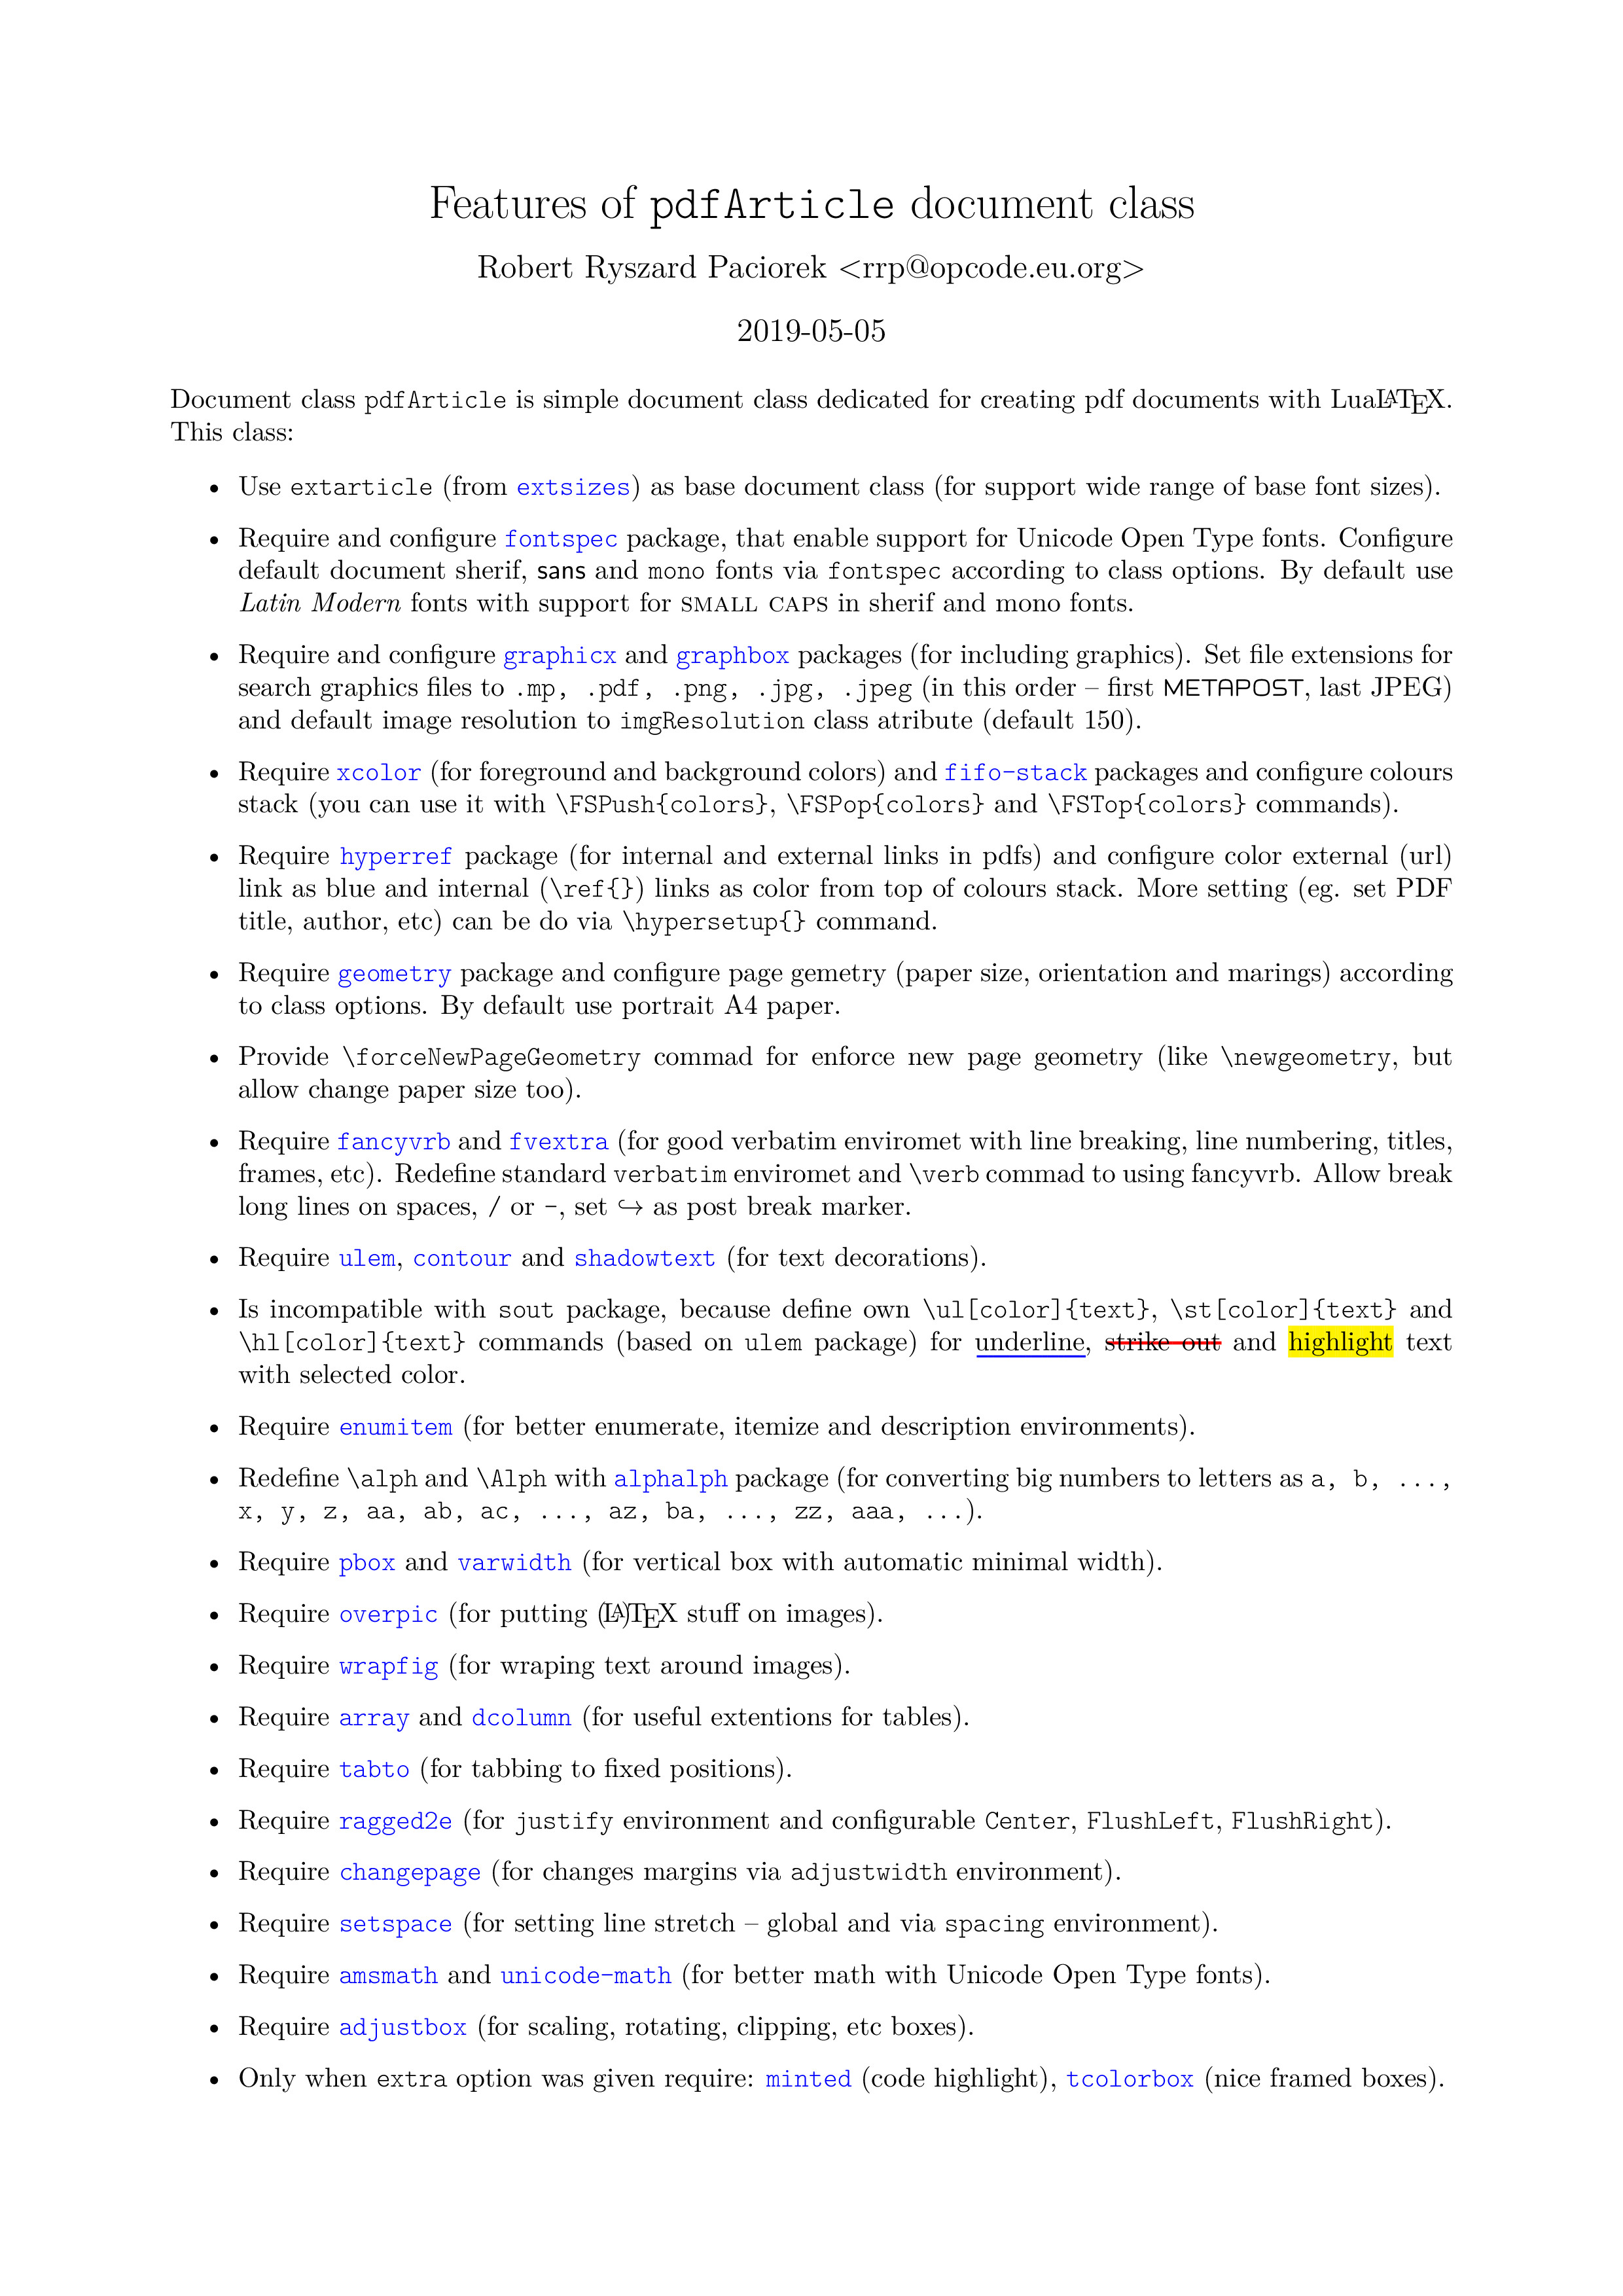 Features of pdfArticle document class
Robert Ryszard Paciorek <rrp@opcode.eu.org>
2019-05-05
Document class pdfArticle is simple document class dedicated for creating pdf documents with LuaLATEX.
This class:
• Use extarticle (from extsizes) as base document class (for support wide range of base font sizes).
• Require and configure fontspec package, that enable support for Unicode Open Type fonts. Configure
default document sherif, sans and mono fonts via fontspec according to class options. By default use
Latin Modern fonts with support for SMALL CAPS in sherif and mono fonts.
• Require and configure graphicx and graphbox packages (for including graphics). Set file extensions for
search graphics files to .mp, .pdf, .png, .jpg, .jpeg (in this order – first METAPOST, last JPEG)
and default image resolution to imgResolution class atribute (default 150).
• Require xcolor (for foreground and background colors) and fifo-stack packages and configure colours
stack (you can use it with \FSPush{colors}, \FSPop{colors} and \FSTop{colors} commands).
• Require hyperref package (for internal and external links in pdfs) and configure color external (url)
link as blue and internal (\ref{}) links as color from top of colours stack. More setting (eg. set PDF
title, author, etc) can be do via \hypersetup{} command.
• Require geometry package and configure page gemetry (paper size, orientation and marings) according
to class options. By default use portrait A4 paper.
• Provide \forceNewPageGeometry commad for enforce new page geometry (like \newgeometry, but
allow change paper size too).
• Require fancyvrb and fvextra (for good verbatim enviromet with line breaking, line numbering, titles,
frames, etc). Redefine standard verbatim enviromet and \verb commad to using fancyvrb. Allow break
long lines on spaces, / or -, set ↪ as post break marker.
• Require ulem, contour and shadowtext (for text decorations).
• Is incompatible with sout package, because define own \ul[color]{text}, \st[color]{text} and
\hl[color]{text} commands (based on ulem package) for underline, strike out and highlight text
with selected color.
• Require enumitem (for better enumerate, itemize and description environments).
• Redefine \alph and \Alph with alphalph package (for converting big numbers to letters as a, b, ...,
x, y, z, aa, ab, ac, ..., az, ba, ..., zz, aaa, ...).
• Require pbox and varwidth (for vertical box with automatic minimal width).
• Require overpic (for putting (LA)TEX stuff on images).
• Require wrapfig (for wraping text around images).
• Require array and dcolumn (for useful extentions for tables).
• Require tabto (for tabbing to fixed positions).
• Require ragged2e (for justify environment and configurable Center, FlushLeft, FlushRight).
• Require changepage (for changes margins via adjustwidth environment).
• Require setspace (for setting line stretch – global and via spacing environment).
• Require amsmath and unicode-math (for better math with Unicode Open Type fonts).
• Require adjustbox (for scaling, rotating, clipping, etc boxes).
• Only when extra option was given require: minted (code highlight), tcolorbox (nice framed boxes).